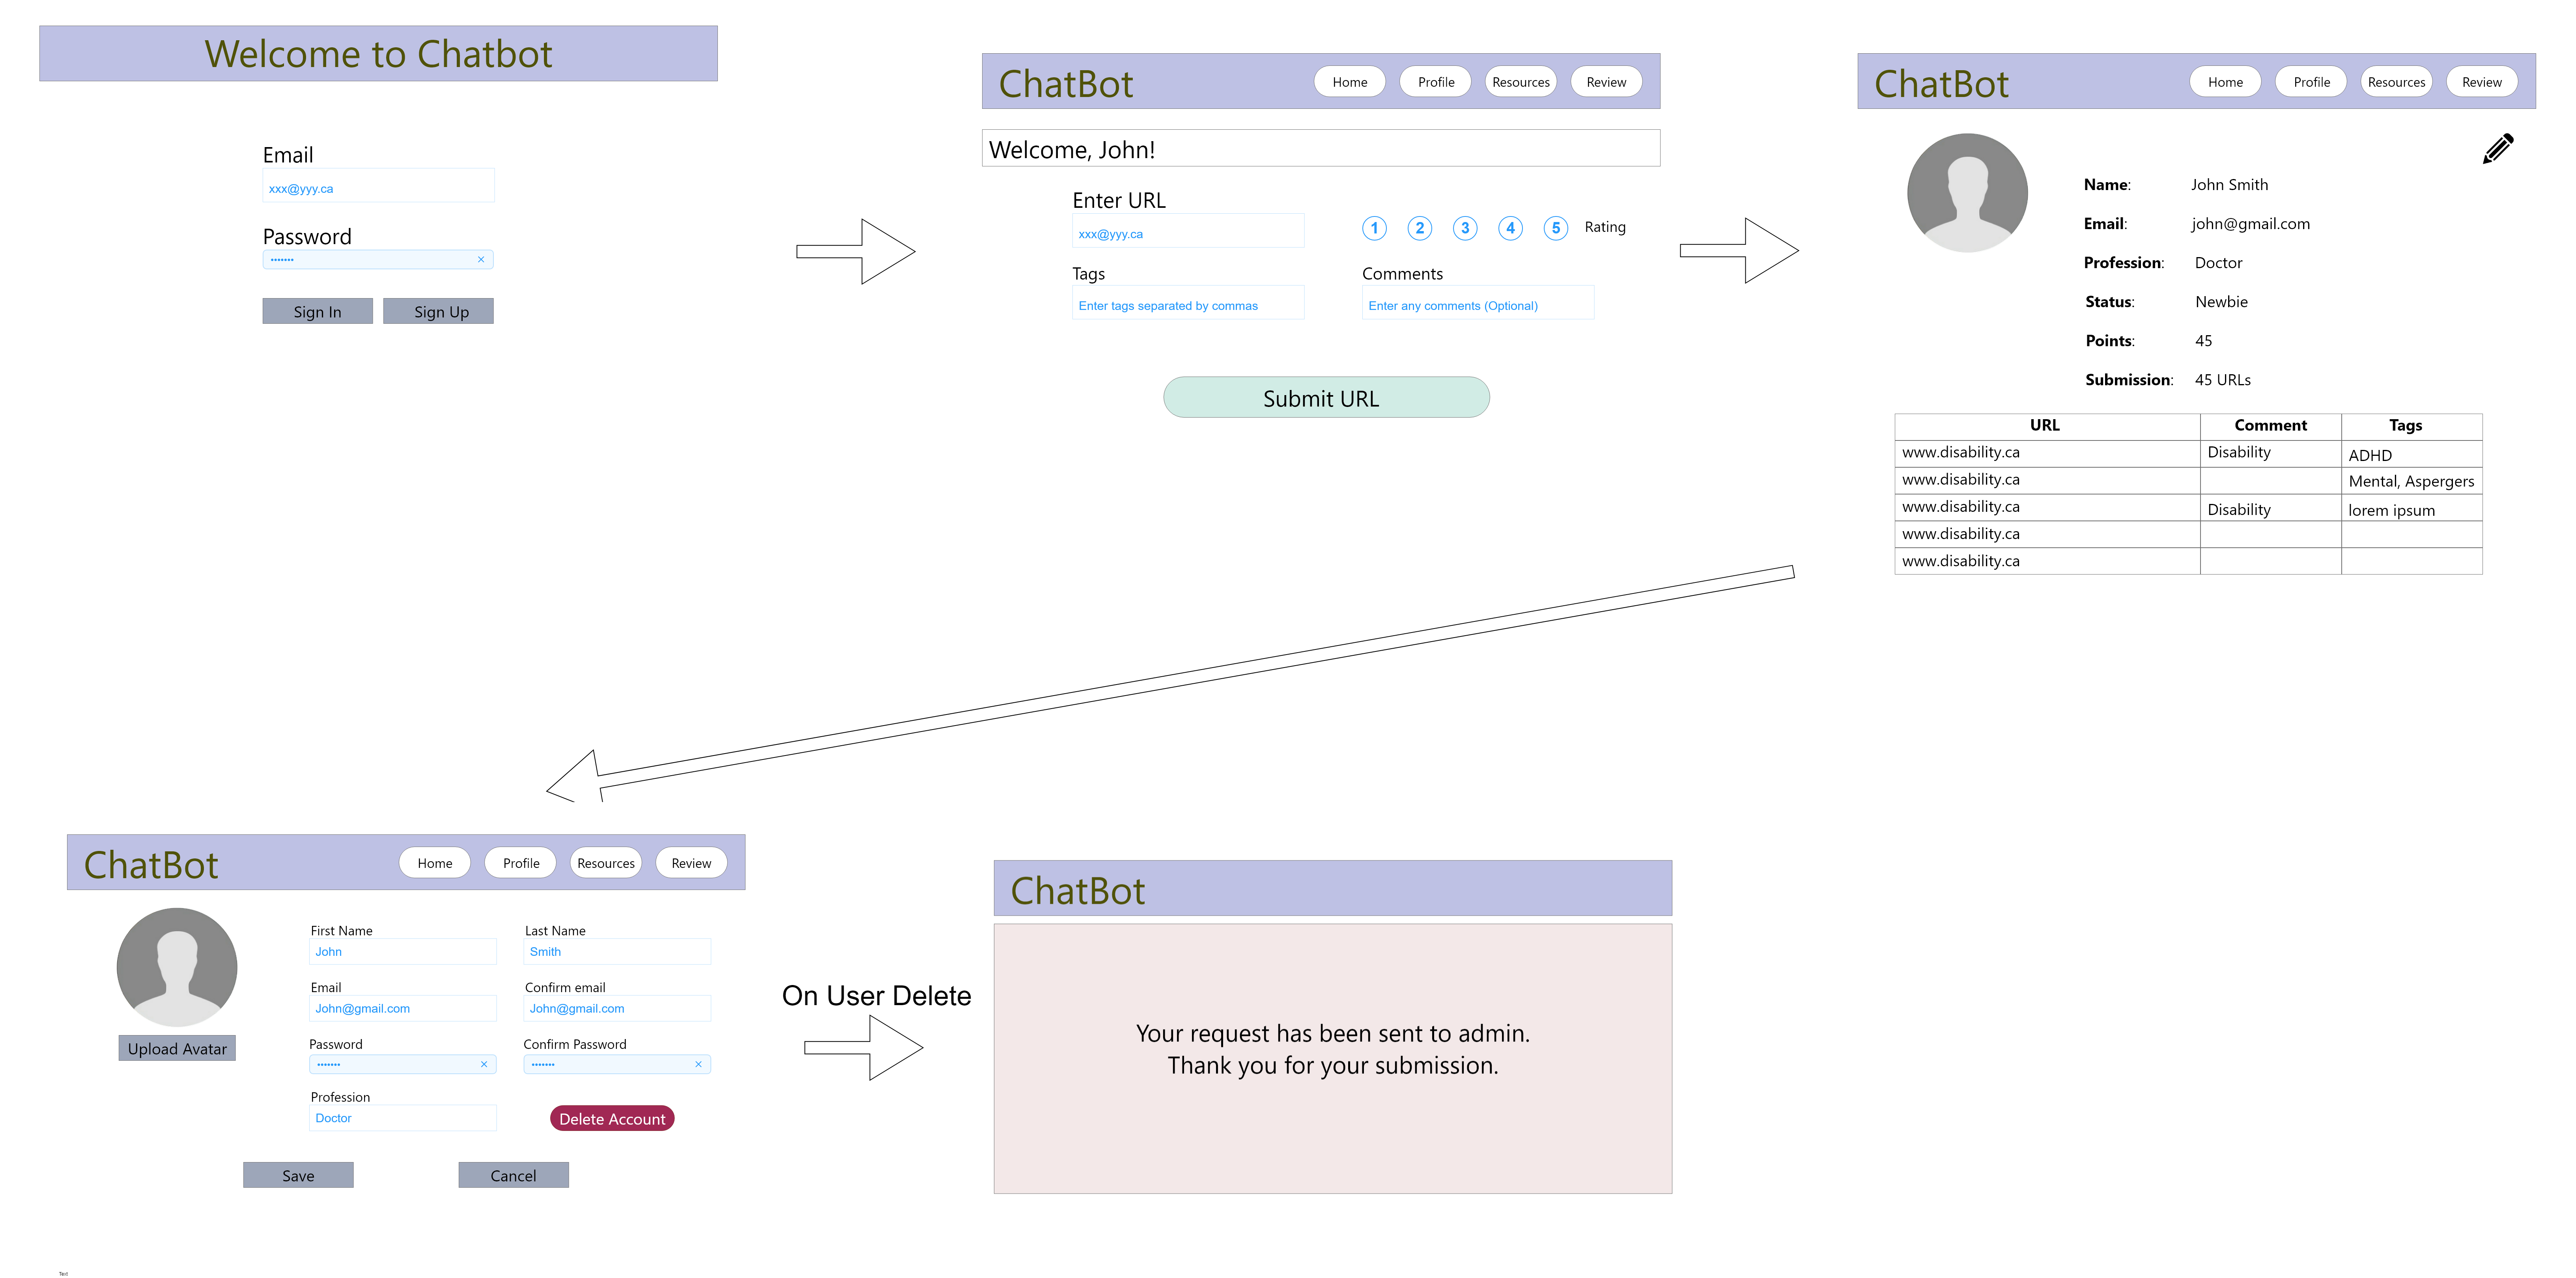 Welcome to Chatbot
Email
xxx@yyy.ca
Password
•••••••
Sign In Sign Up
ChatBot Home Profile Resources Review
Welcome, John!
Enter URL
xxx@yyy.ca
1 2 3 4 5 Rating
Tags Comments
Enter tags separated by commas Enter any comments (Optional)
Submit URL
ChatBot Home Profile Resources Review
Name: John Smith
Email: john@gmail.com
Profession: Doctor
Status: Newbie
Points: 45
Submission: 45 URLs
URL Comment Tags
www.disability.ca Disability ADHD
www.disability.ca Mental, Aspergers
www.disability.ca Disability lorem ipsum
www.disability.ca
www.disability.ca
ChatBot Home Profile Resources Review
First Name Last Name
John Smith
Email Confirm email
John@gmail.com John@gmail.com
Upload Avatar
Password Confirm Password
••••••• •••••••
Profession
Doctor
Delete Account
Save Cancel
On User Delete
ChatBot
Your request has been sent to admin.
Thank you for your submission.
Text